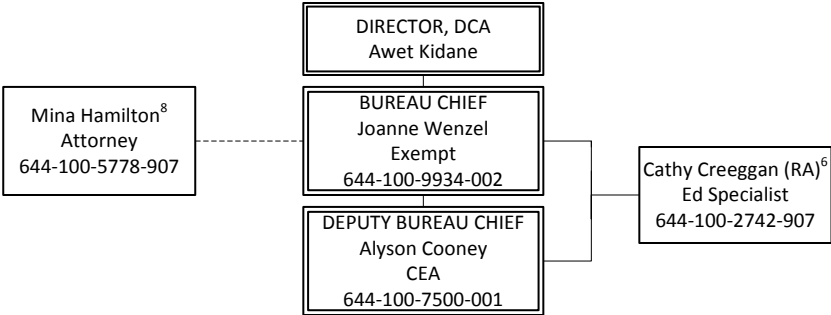 DIRECTOR, DCA
Awet Kidane
Mina Hamilton⁸
Attorney
644-100-5778-907
BUREAU CHIEF
Joanne Wenzel
Exempt
644-100-9934-002
Cathy Creeggan (RA)⁶
Ed Specialist
644-100-2742-907
DEPUTY BUREAU CHIEF
Alyson Cooney
CEA
644-100-7500-001